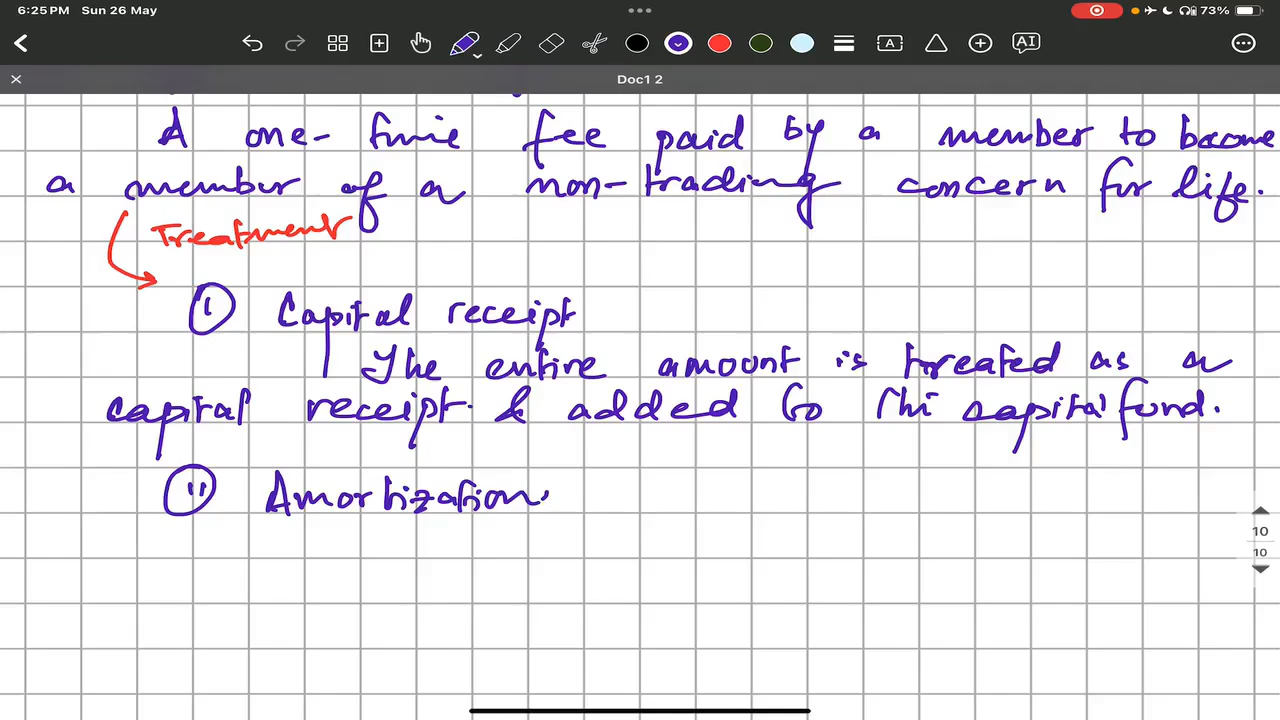 6:25 PM Sun 26 May 73%
A AI
Doc1 2
A one-time fee paid by a member to become
a member of a non-trading concern for life.
Treatment
i Capital receipt
The entire amount is treated as a
capital receipt & added to the capital fund.
ii Amortization
10
10